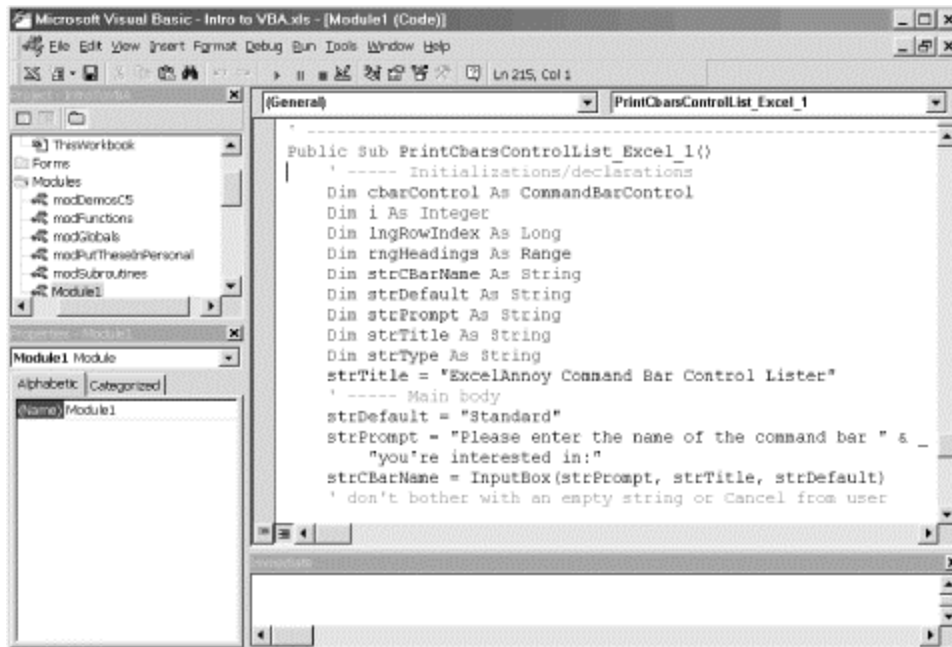 Microsoft Visual Basic - Intro to VBA.xls - [Module1 (Code)]
File Edit View Insert Format Debug Run Tools Window Help
Ln 215, Col 1
(General)
PrintCbarsControlList_Excel_1
ThisWorkbook
Forms
Modules
modDemosC5
modFunctions
modGlobals
modPutTheseInPersonal
modSubroutines
Module1
Properties - Module1
Module1 Module
Alphabetic Categorized
(Name) Module1
' --------------------------------------------------------------
Public Sub PrintCbarsControlList_Excel_1()
' ----- Initializations/declarations
Dim cbarControl As CommandBarControl
Dim i As Integer
Dim lngRowIndex As Long
Dim rngHeadings As Range
Dim strCBarName As String
Dim strDefault As String
Dim strPrompt As String
Dim strTitle As String
Dim strType As String
strTitle = "ExcelAnnoy Command Bar Control Lister"
' ----- Main body
strDefault = "Standard"
strPrompt = "Please enter the name of the command bar " & _
"you're interested in:"
strCBarName = InputBox(strPrompt, strTitle, strDefault)
' don't bother with an empty string or Cancel from user
Immediate